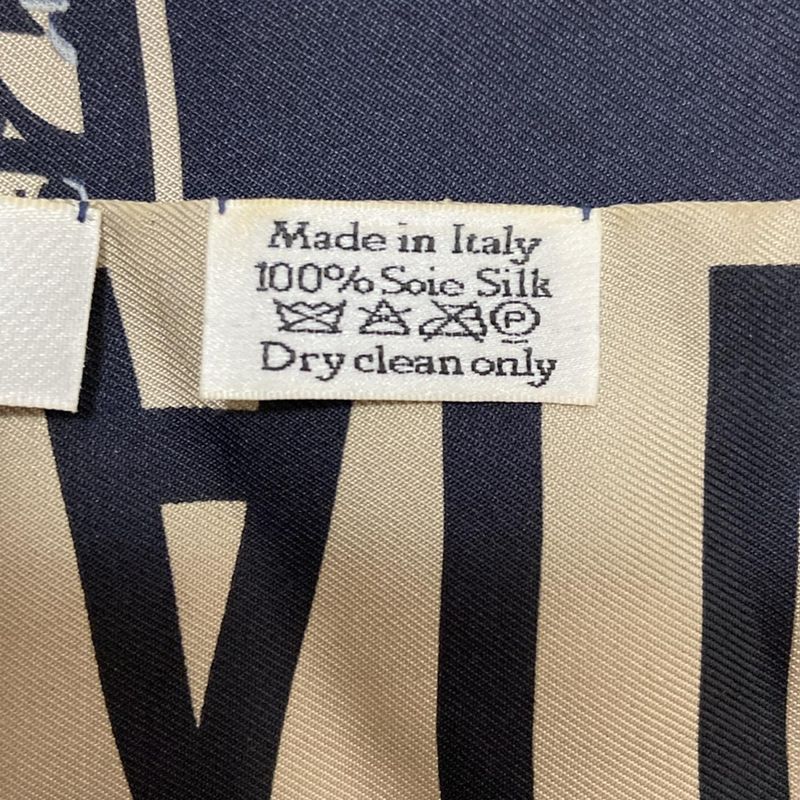 Made in Italy
100% Soie Silk
P
Dry clean only